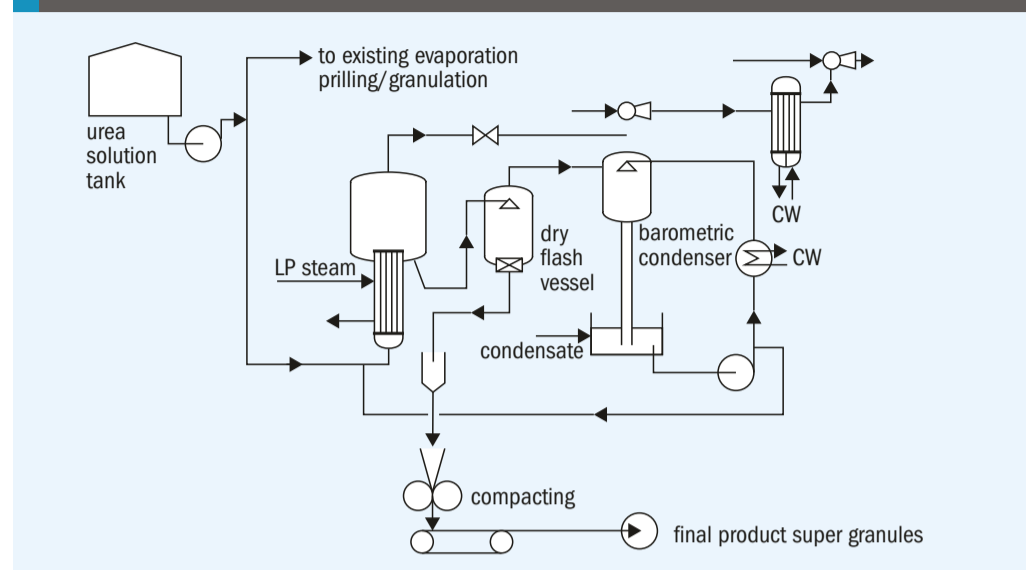 to existing evaporation
prilling/granulation
urea
solution
tank
CW
LP steam
dry
flash
vessel
barometric
condenser
CW
condensate
compacting
final product super granules